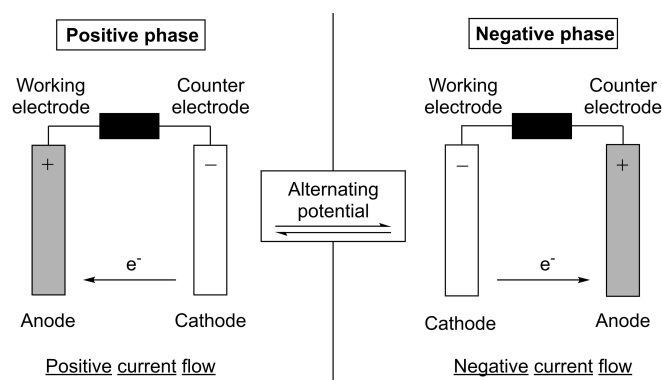 Positive phase
Working
electrode
Counter
electrode
+
−
e-
Anode
Cathode
Positive current flow
Alternating
potential
Negative phase
Working
electrode
Counter
electrode
−
+
e-
Cathode
Anode
Negative current flow